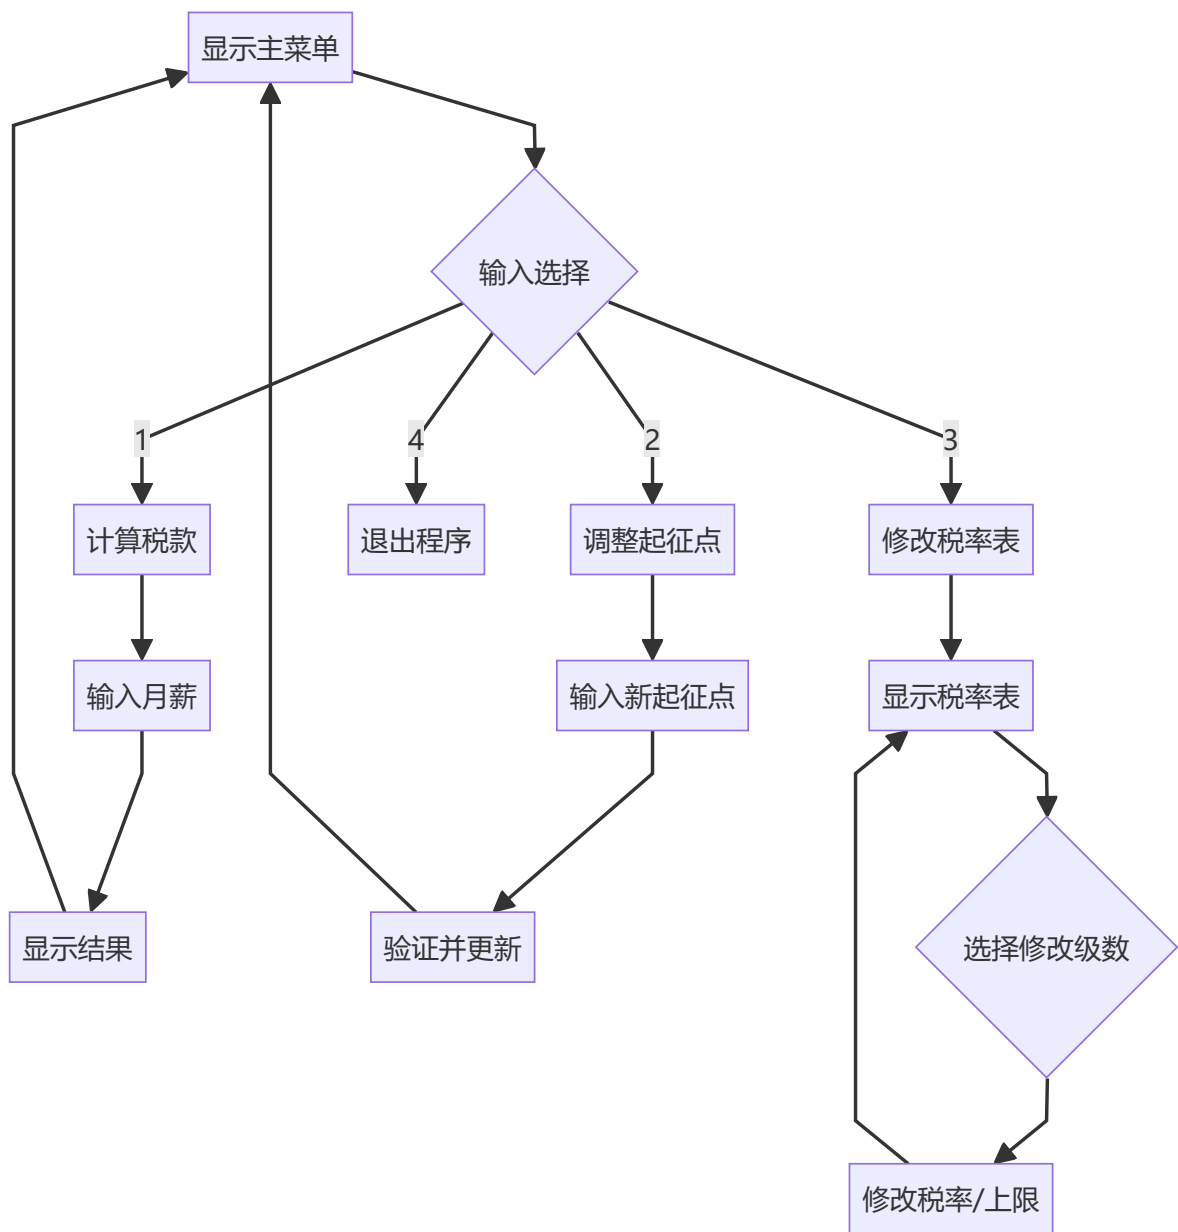 显示主菜单
输入选择
1
4
2
3
计算税款
退出程序
调整起征点
修改税率表
输入月薪
输入新起征点
显示税率表
显示结果
验证并更新
选择修改级数
修改税率/上限